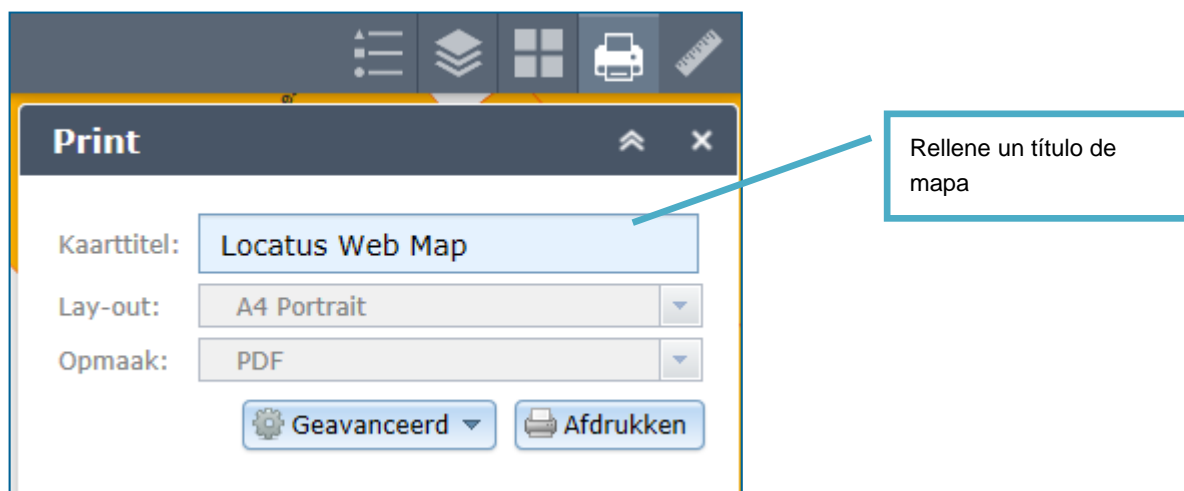 Print
Kaarttitel: Locatus Web Map
Lay-out: A4 Portrait
Opmaak: PDF
Geavanceerd Afdrukken
Rellene un título de
mapa